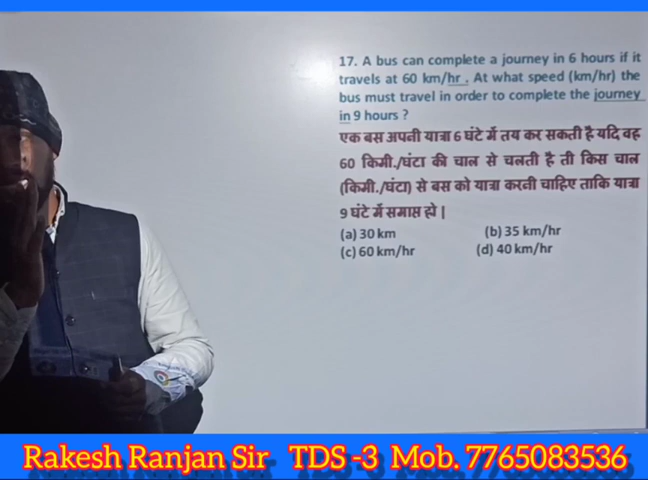 17. A bus can complete a journey in 6 hours if it
travels at 60 km/hr . At what speed (km/hr) the
bus must travel in order to complete the journey
in 9 hours ?
एक बस अपनी यात्रा 6 घंटे में तय कर सकती है यदि वह
60 किमी./घंटा की चाल से चलती है ती किस चाल
(किमी./घंटा) से बस को यात्रा करनी चाहिए ताकि यात्रा
9 घंटे में समाप्त हो |
(a) 30 km (b) 35 km/hr
(c) 60 km/hr (d) 40 km/hr
Rakesh Ranjan Sir TDS -3 Mob. 7765083536